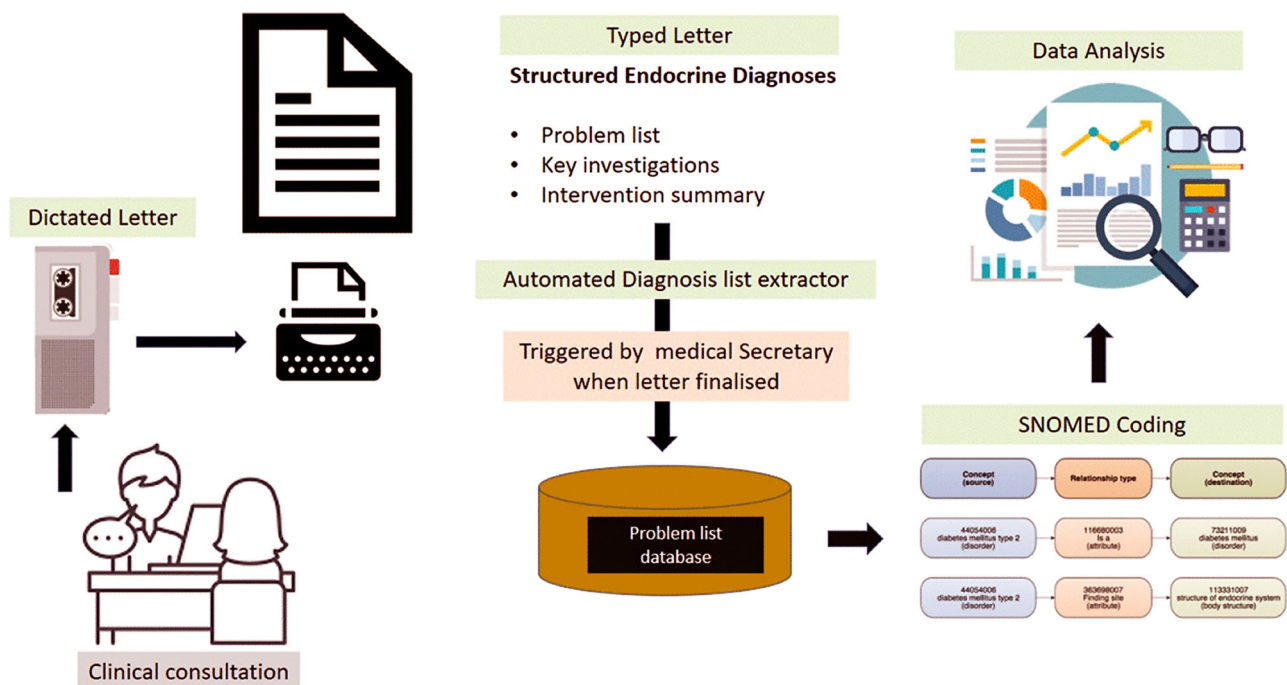 Clinical consultation
Dictated Letter
Typed Letter
Structured Endocrine Diagnoses
• Problem list
• Key investigations
• Intervention summary
Automated Diagnosis list extractor
Triggered by medical Secretary
when letter finalised
Problem list
database
SNOMED Coding
Concept
(source)
Relationship type
Concept
(destination)
44054006
diabetes mellitus type 2
(disorder)
116680003
Is a
(attribute)
73211009
diabetes mellitus
(disorder)
44054006
diabetes mellitus type 2
(disorder)
363698007
Finding site
(attribute)
113331007
structure of endocrine system
(body structure)
Data Analysis